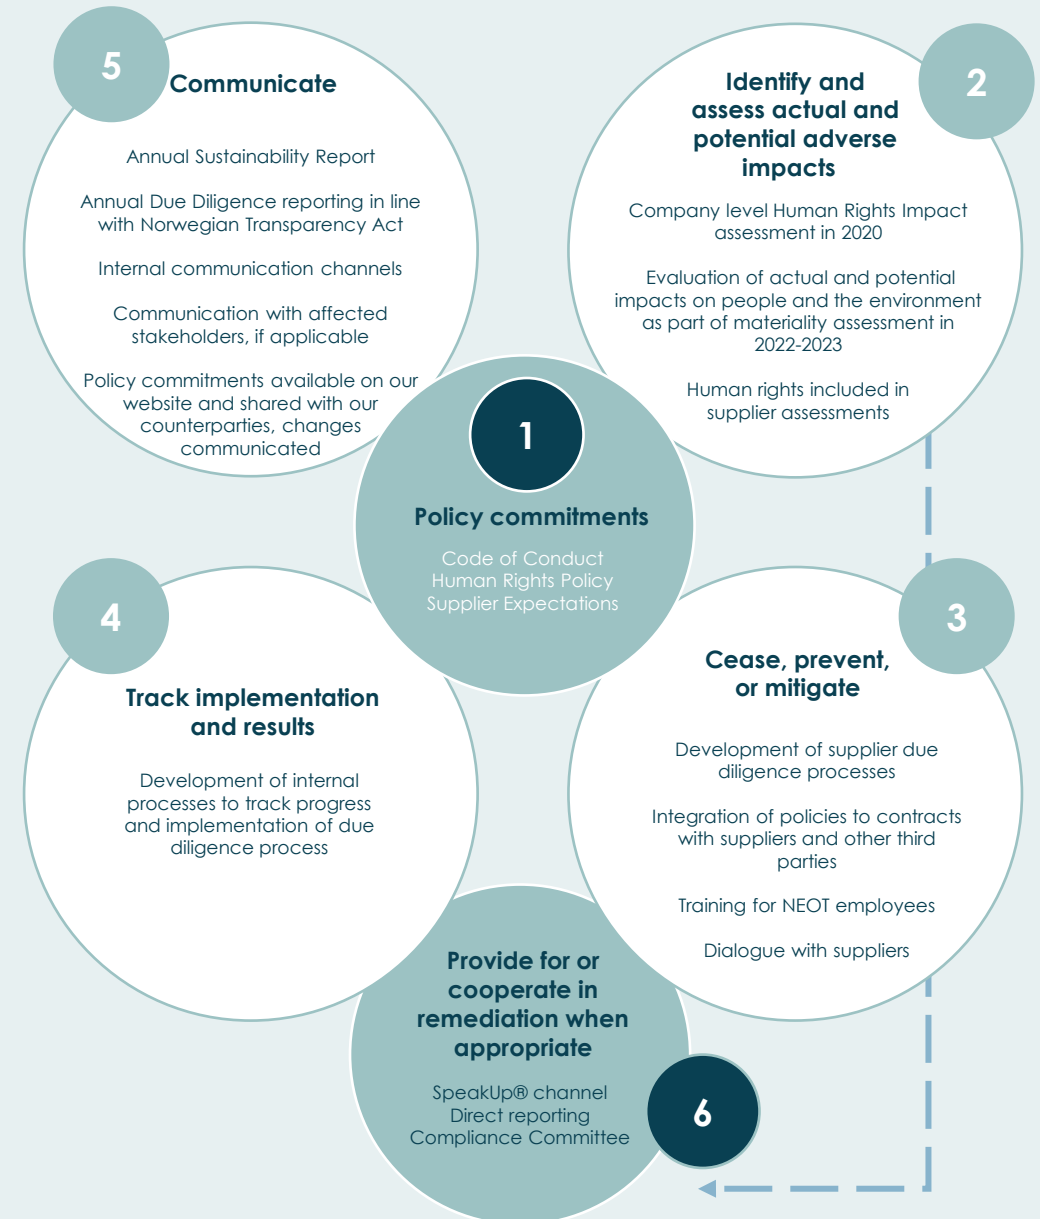 5
Communicate
Annual Sustainability Report
Annual Due Diligence reporting in line
with Norwegian Transparency Act
Internal communication channels
Communication with affected
stakeholders, if applicable
Policy commitments available on our
website and shared with our
counterparties, changes
communicated
2
Identify and
assess actual and
potential adverse
impacts
Company level Human Rights Impact
assessment in 2020
Evaluation of actual and potential
impacts on people and the environment
as part of materiality assessment in
2022-2023
Human rights included in
supplier assessments
1
Policy commitments
Code of Conduct
Human Rights Policy
Supplier Expectations
4
Track implementation
and results
Development of internal
processes to track progress
and implementation of due
diligence process
3
Cease, prevent,
or mitigate
Development of supplier due
diligence processes
Integration of policies to contracts
with suppliers and other third
parties
Training for NEOT employees
Dialogue with suppliers
Provide for or
cooperate in
remediation when
appropriate
SpeakUp® channel
Direct reporting
Compliance Committee
6